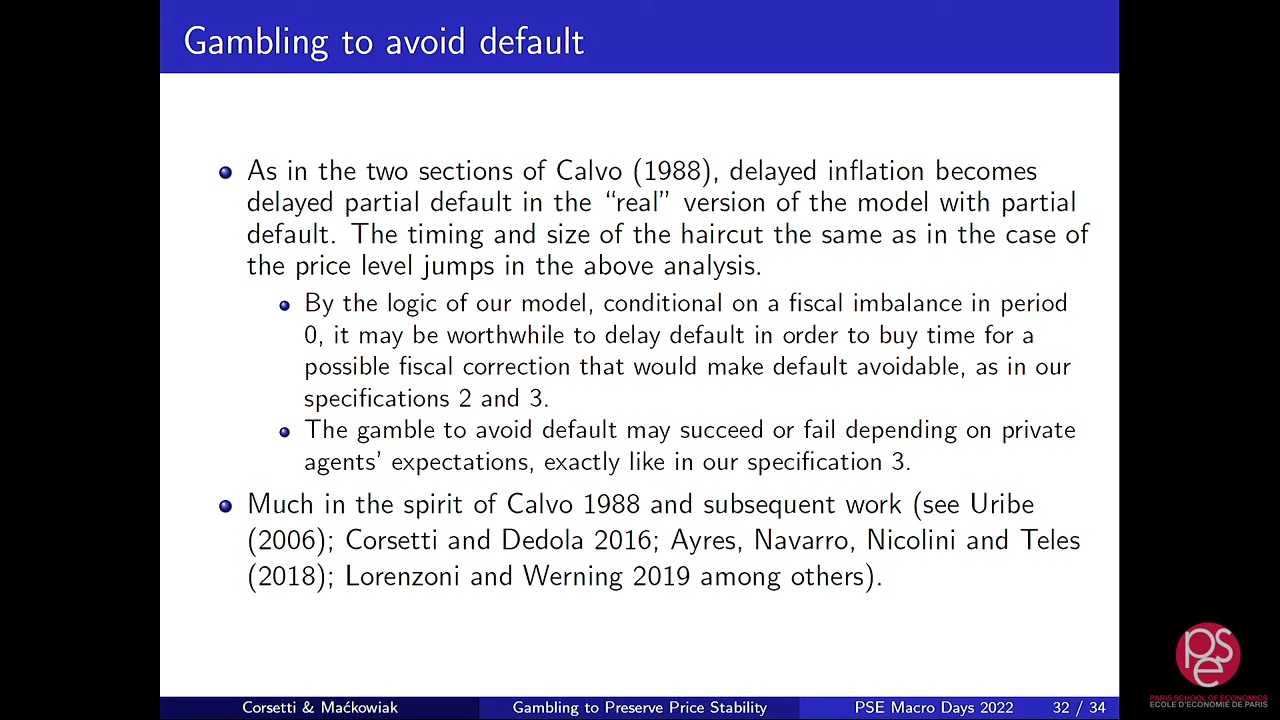 Gambling to avoid default
As in the two sections of Calvo (1988), delayed inflation becomes
delayed partial default in the “real” version of the model with partial
default. The timing and size of the haircut the same as in the case of
the price level jumps in the above analysis.
By the logic of our model, conditional on a fiscal imbalance in period
0, it may be worthwhile to delay default in order to buy time for a
possible fiscal correction that would make default avoidable, as in our
specifications 2 and 3.
The gamble to avoid default may succeed or fail depending on private
agents’ expectations, exactly like in our specification 3.
Much in the spirit of Calvo 1988 and subsequent work (see Uribe
(2006); Corsetti and Dedola 2016; Ayres, Navarro, Nicolini and Teles
(2018); Lorenzoni and Werning 2019 among others).
pse
PARIS SCHOOL OF ECONOMICS
ECOLE D'ECONOMIE DE PARIS
Corsetti & Maćkowiak Gambling to Preserve Price Stability PSE Macro Days 2022 32 / 34